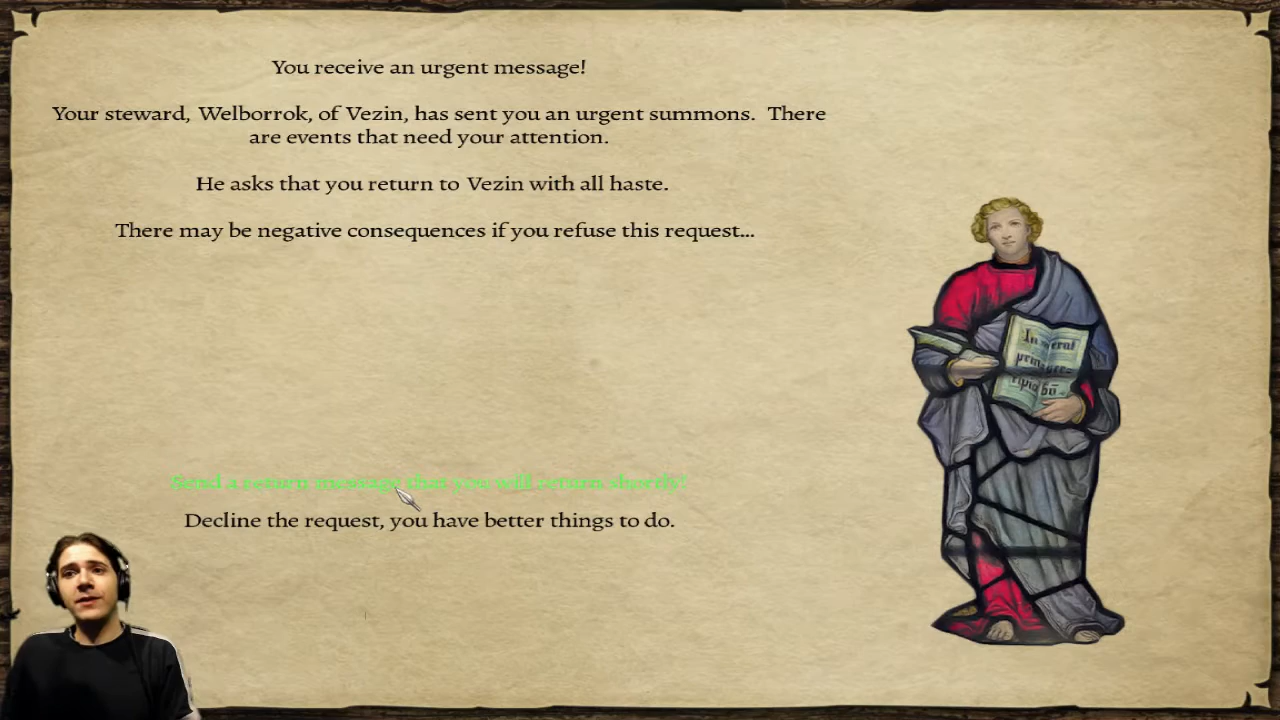 You receive an urgent message!
Your steward, Welborrok, of Vezin, has sent you an urgent summons.  There
are events that need your attention.
He asks that you return to Vezin with all haste.
There may be negative consequences if you refuse this request...
In
Send a return message that you will return shortly!
Decline the request, you have better things to do.